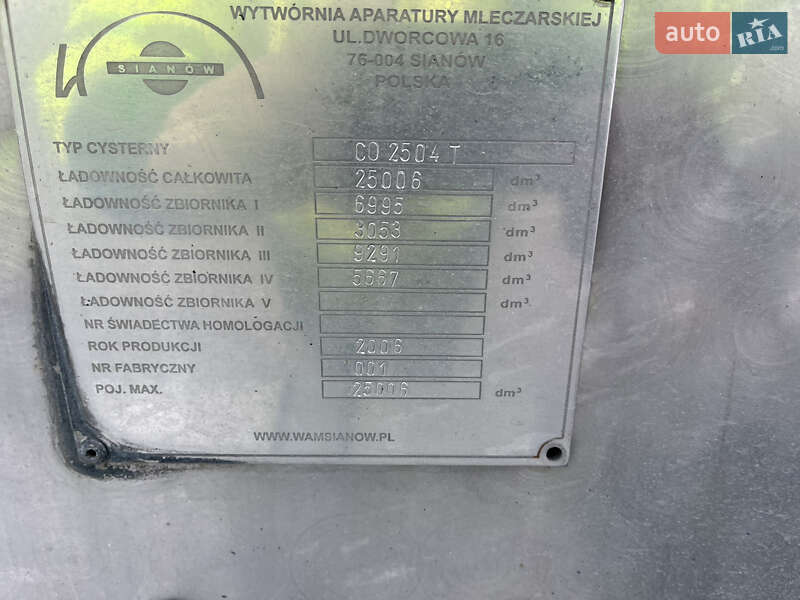 WYTWÓRNIA APARATURY MLECZARSKIEJ
UL.DWORCOWA 16
76-004 SIANÓW
POLSKA
SIANÓW
auto RIA.com
TYP CYSTERNY CO 2504 T
ŁADOWNOŚĆ CAŁKOWITA 25006 dm³
ŁADOWNOŚĆ ZBIORNIKA I 6995 dm³
ŁADOWNOŚĆ ZBIORNIKA II 3053 dm³
ŁADOWNOŚĆ ZBIORNIKA III 9291 dm³
ŁADOWNOŚĆ ZBIORNIKA IV 5667 dm³
ŁADOWNOŚĆ ZBIORNIKA V dm³
NR ŚWIADECTWA HOMOLOGACJI
ROK PRODUKCJI 2006
NR FABRYCZNY 001
POJ. MAX. 25006 dm³
WWW.WAMSIANOW.PL